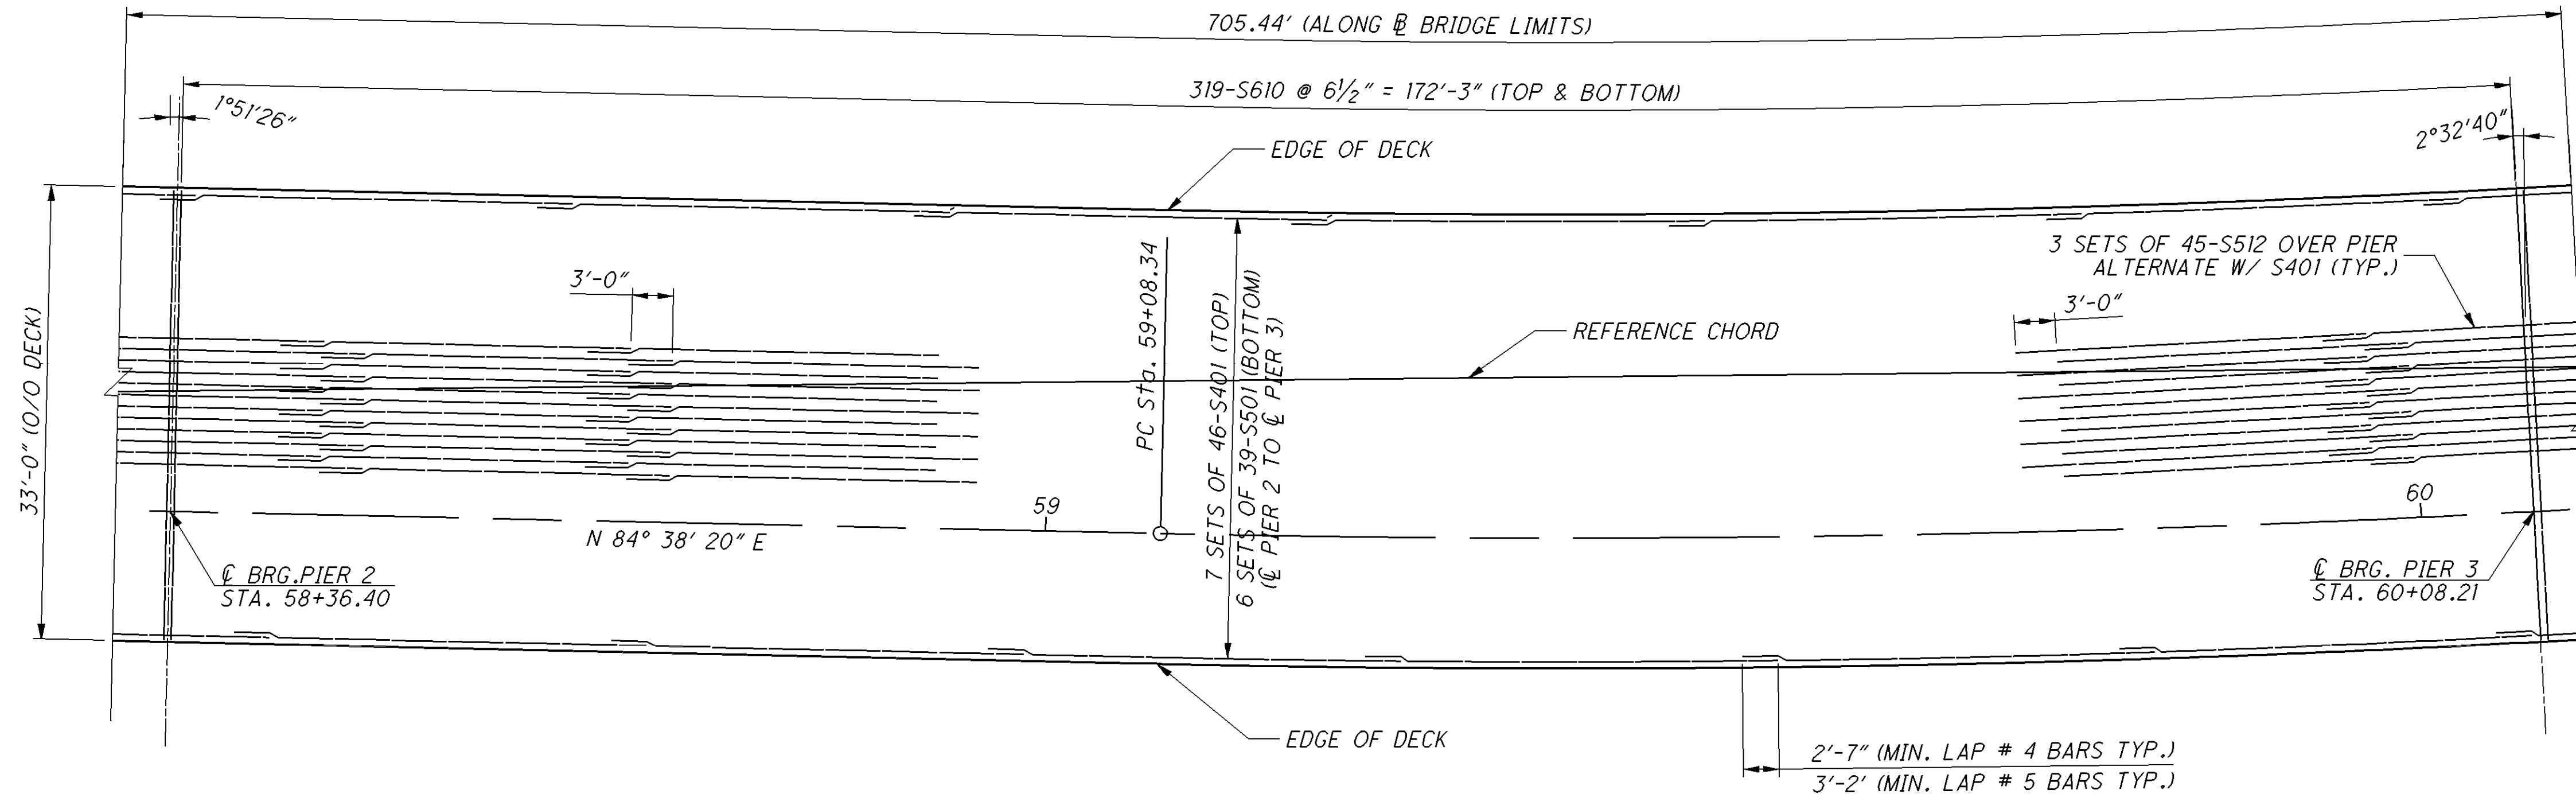 705.44' (ALONG ℄ BRIDGE LIMITS)
319-S610 @ 6½" = 172'-3" (TOP & BOTTOM)
1°51'26"
2°32'40"
EDGE OF DECK
3 SETS OF 45-S512 OVER PIER
ALTERNATE W/ S401 (TYP.)
3'-0"
3'-0"
33'-0" (O/O DECK)
PC Sta. 59+08.34
7 SETS OF 46-S401 (TOP)
6 SETS OF 39-S501 (BOTTOM)
(℄ PIER 2 TO ℄ PIER 3)
REFERENCE CHORD
59
60
N 84° 38' 20" E
℄ BRG.PIER 2
STA. 58+36.40
℄ BRG. PIER 3
STA. 60+08.21
EDGE OF DECK
2'-7" (MIN. LAP # 4 BARS TYP.)
3'-2' (MIN. LAP # 5 BARS TYP.)